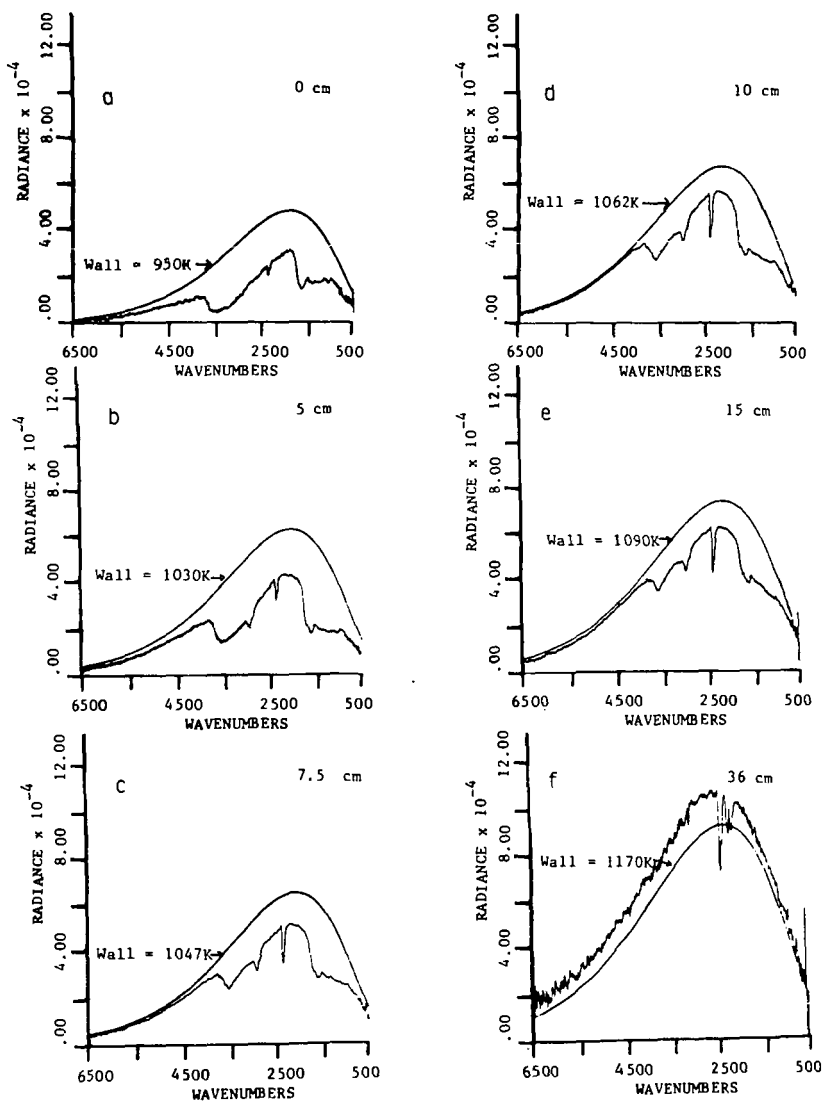 RADIANCE x 10⁻⁴
12.00
8.00
4.00
.00
a
0 cm
Wall = 950K
6500 4500 2500 500
WAVENUMBERS
RADIANCE x 10⁻⁴
12.00
8.00
4.00
.00
b
5 cm
Wall = 1030K
6500 4500 2500 500
WAVENUMBERS
RADIANCE x 10⁻⁴
12.00
8.00
4.00
.00
c
7.5 cm
Wall = 1047K
6500 4500 2500 500
WAVENUMBERS
RADIANCE x 10⁻⁴
12.00
8.00
4.00
.00
d
10 cm
Wall = 1062K
6500 4500 2500 500
WAVENUMBERS
RADIANCE x 10⁻⁴
12.00
8.00
4.00
.00
e
15 cm
Wall = 1090K
6500 4500 2500 500
WAVENUMBERS
RADIANCE x 10⁻⁴
12.00
8.00
4.00
.00
f
36 cm
Wall = 1170K
6500 4500 2500 500
WAVENUMBERS